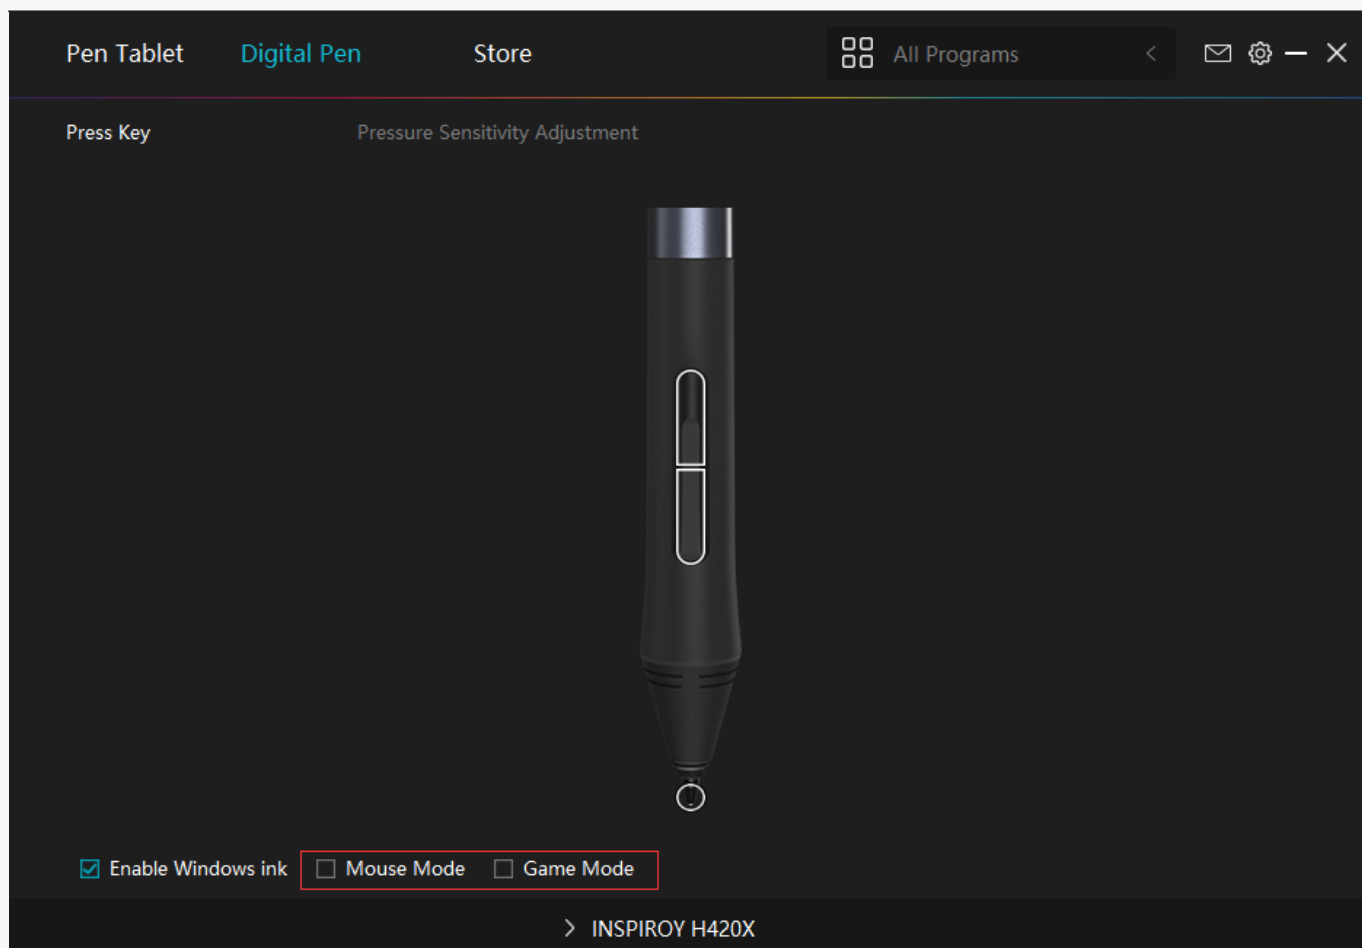 Pen Tablet Digital Pen Store All Programs
Press Key Pressure Sensitivity Adjustment
Enable Windows ink Mouse Mode Game Mode
INSPIROY H420X